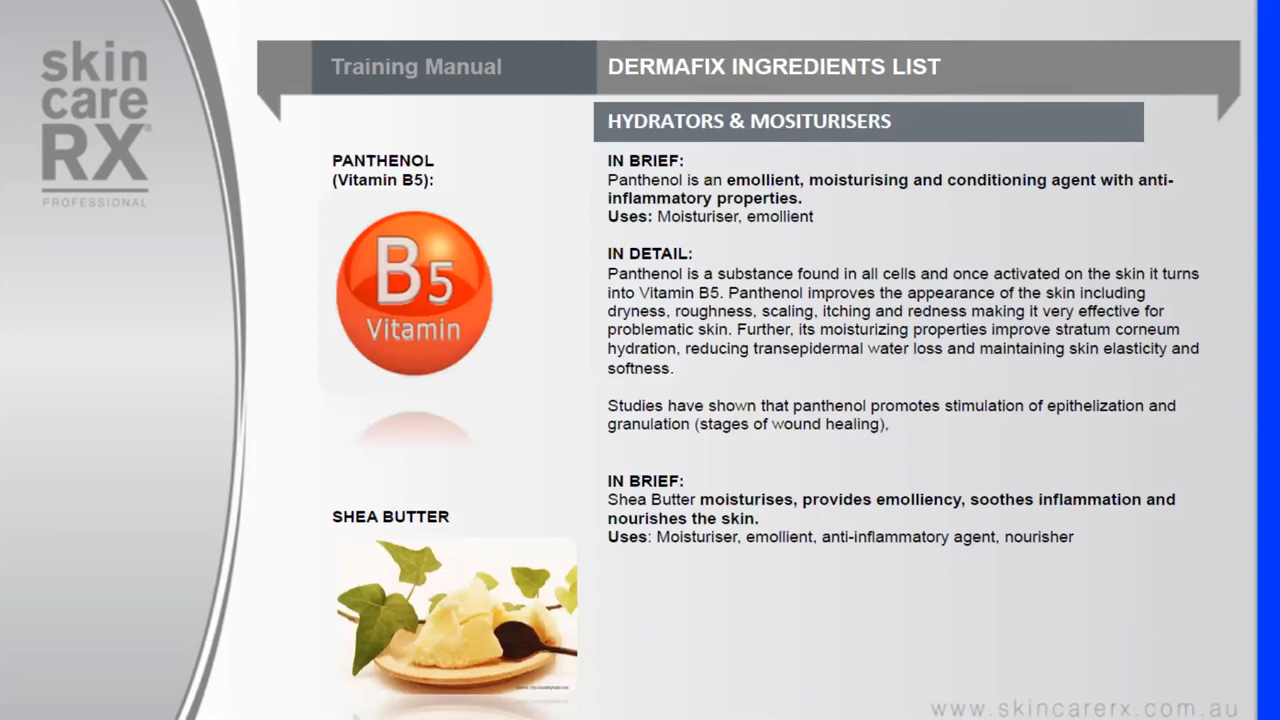 skin
care
RX®
PROFESSIONAL
Training Manual
DERMAFIX INGREDIENTS LIST
HYDRATORS & MOSITURISERS
PANTHENOL
(Vitamin B5):
B5
Vitamin
IN BRIEF:
Panthenol is an emollient, moisturising and conditioning agent with anti-
inflammatory properties.
Uses: Moisturiser, emollient
IN DETAIL:
Panthenol is a substance found in all cells and once activated on the skin it turns
into Vitamin B5. Panthenol improves the appearance of the skin including
dryness, roughness, scaling, itching and redness making it very effective for
problematic skin. Further, its moisturizing properties improve stratum corneum
hydration, reducing transepidermal water loss and maintaining skin elasticity and
softness.
Studies have shown that panthenol promotes stimulation of epithelization and
granulation (stages of wound healing),
SHEA BUTTER
IN BRIEF:
Shea Butter moisturises, provides emolliency, soothes inflammation and
nourishes the skin.
Uses: Moisturiser, emollient, anti-inflammatory agent, nourisher
www.skincarerx.com.au